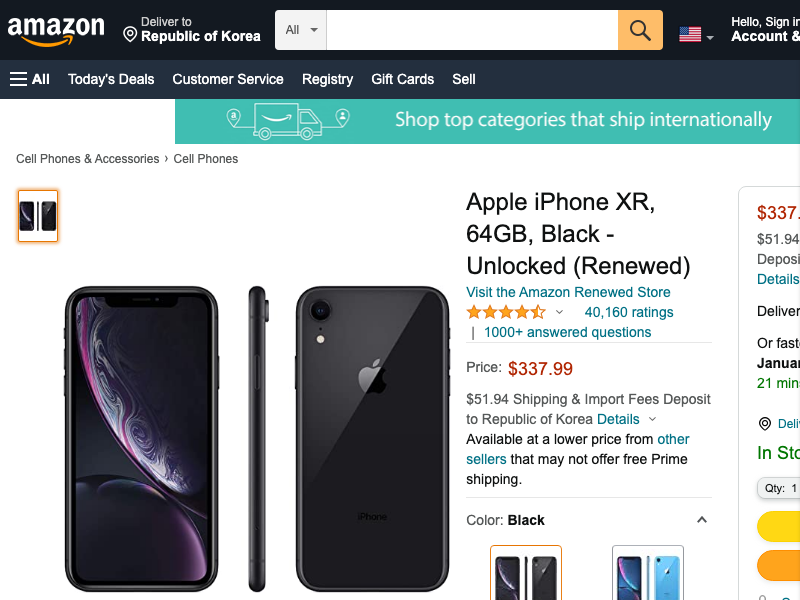 amazon
Deliver to
Republic of Korea
All
Hello, Sign in
Account &
All Today's Deals Customer Service Registry Gift Cards Sell
a
Shop top categories that ship internationally
Cell Phones & Accessories › Cell Phones
Apple iPhone XR,
64GB, Black -
Unlocked (Renewed)
Visit the Amazon Renewed Store
40,160 ratings
| 1000+ answered questions
Price: $337.99
$51.94 Shipping & Import Fees Deposit
to Republic of Korea Details
Available at a lower price from other
sellers that may not offer free Prime
shipping.
Color: Black
iPhone
$337.
$51.94
Deposi
Details
Deliver
Or faste
Januar
21 mins
Deliv
In Sto
Qty: 1